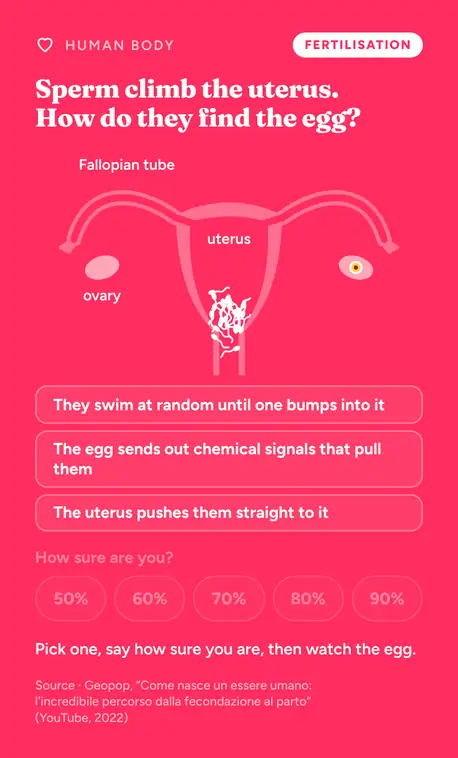 HUMAN BODY
FERTILISATION
Sperm climb the uterus.
How do they find the egg?
Fallopian tube
uterus
ovary
They swim at random until one bumps into it
The egg sends out chemical signals that pull
them
The uterus pushes them straight to it
How sure are you?
50% 60% 70% 80% 90%
Pick one, say how sure you are, then watch the egg.
Source · Geopop, "Come nasce un essere umano:
l'incredibile percorso dalla fecondazione al parto"
(YouTube, 2022)